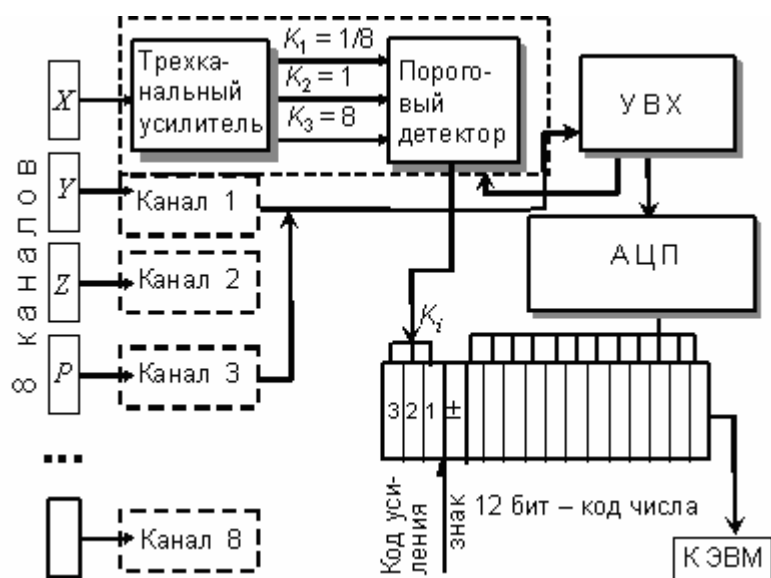 8 каналов
X
Трехка-
нальный
усилитель
K₁ = 1/8
K₂ = 1
K₃ = 8
Порого-
вый
детектор
УВХ
Y
Канал 1
АЦП
Z
Канал 2
Kᵢ
P
Канал 3
3 2 1 ±
...
Код уси-
ления
знак
12 бит – код числа
Канал 8
К ЭВМ